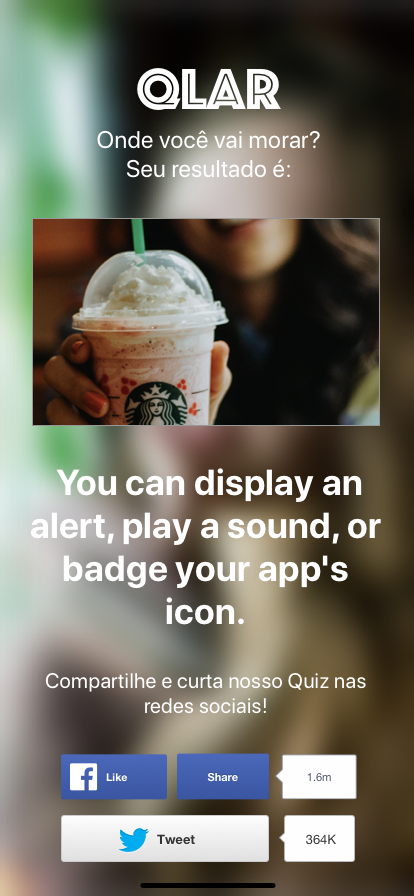 QLAR
Onde você vai morar?
Seu resultado é:
You can display an
alert, play a sound, or
badge your app's
icon.
Compartilhe e curta nosso Quiz nas
redes sociais!
Like
Share
1.6m
Tweet
364K